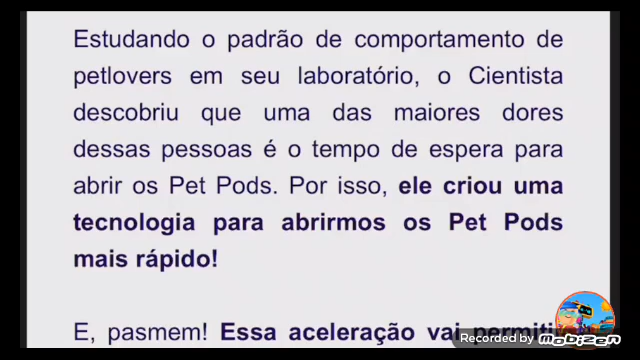 Estudando o padrão de comportamento de
petlovers em seu laboratório, o Cientista
descobriu que uma das maiores dores
dessas pessoas é o tempo de espera para
abrir os Pet Pods. Por isso, ele criou uma
tecnologia para abrirmos os Pet Pods
mais rápido!
E, pasmem! Essa aceleração vai
Recorded by mobizen